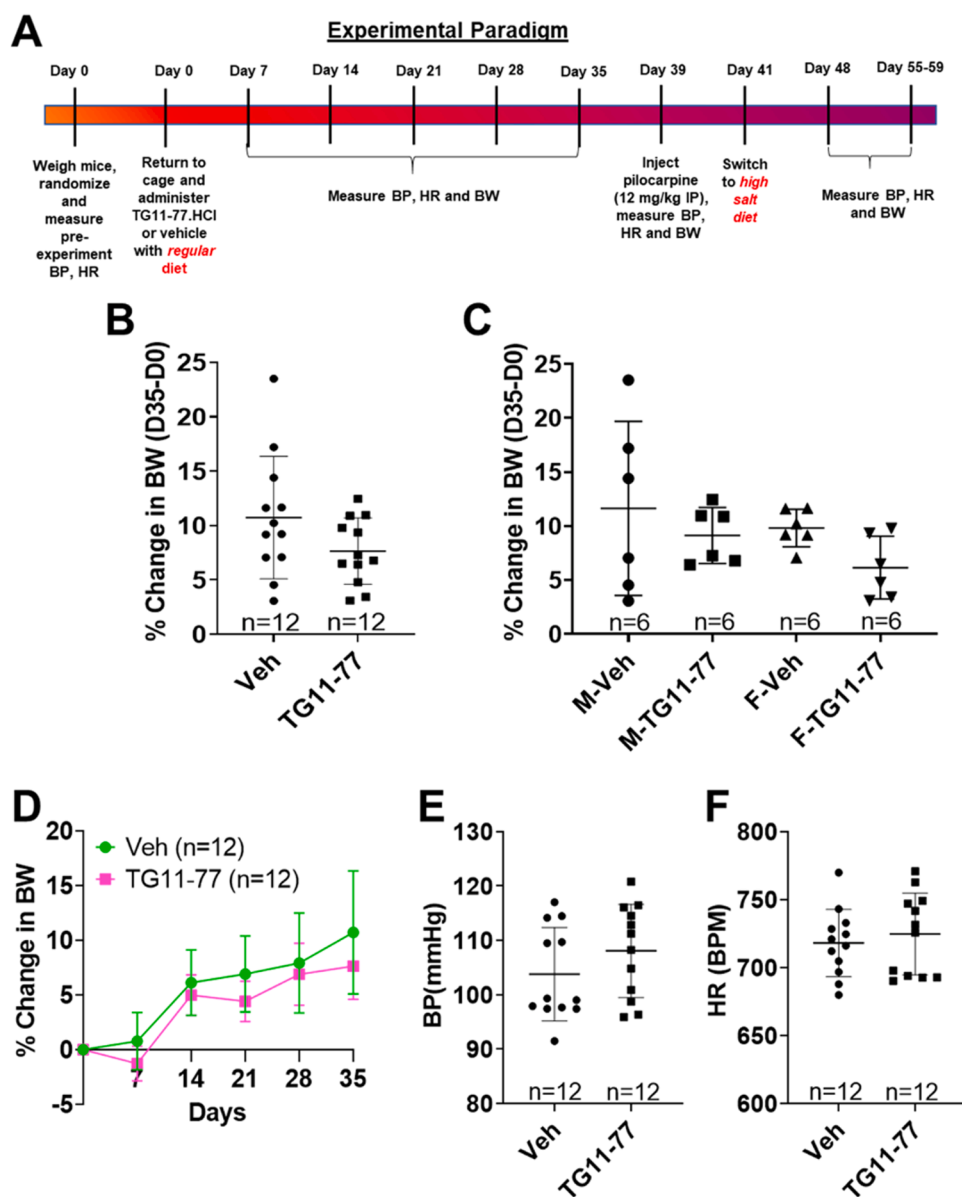 A
Experimental Paradigm
Day 0
Day 0
Day 7
Day 14
Day 21
Day 28
Day 35
Day 39
Day 41
Day 48
Day 55-59
Weigh mice,
randomize
and
measure
pre-
experiment
BP, HR
Return to
cage and
administer
TG11-77.HCl
or vehicle
with regular
diet
Measure BP, HR and BW
Inject
pilocarpine
(12 mg/kg IP),
measure BP,
HR and BW
Switch
to high
salt
diet
Measure BP, HR
and BW
B
% Change in BW (D35-D0)
25
20
15
10
5
0
n=12
n=12
Veh
TG11-77
C
% Change in BW (D35-D0)
25
20
15
10
5
0
n=6
n=6
n=6
n=6
M-Veh
M-TG11-77
F-Veh
F-TG11-77
D
% Change in BW
20
15
10
5
0
-5
Veh (n=12)
TG11-77 (n=12)
7
14
21
28
35
Days
E
BP(mmHg)
130
120
110
100
90
80
n=12
n=12
Veh
TG11-77
F
HR (BPM)
800
750
700
650
600
n=12
n=12
Veh
TG11-77